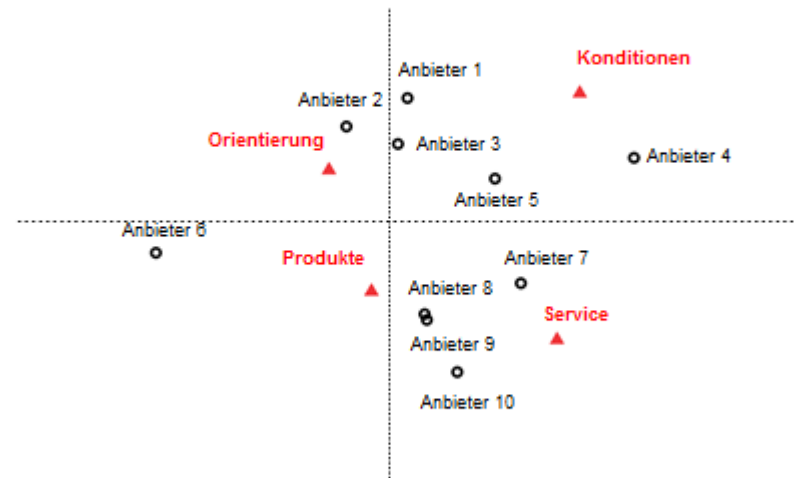 Konditionen
Anbieter 1
Anbieter 2
Orientierung
Anbieter 3
Anbieter 4
Anbieter 5
Anbieter 6
Produkte
Anbieter 7
Anbieter 8
Service
Anbieter 9
Anbieter 10